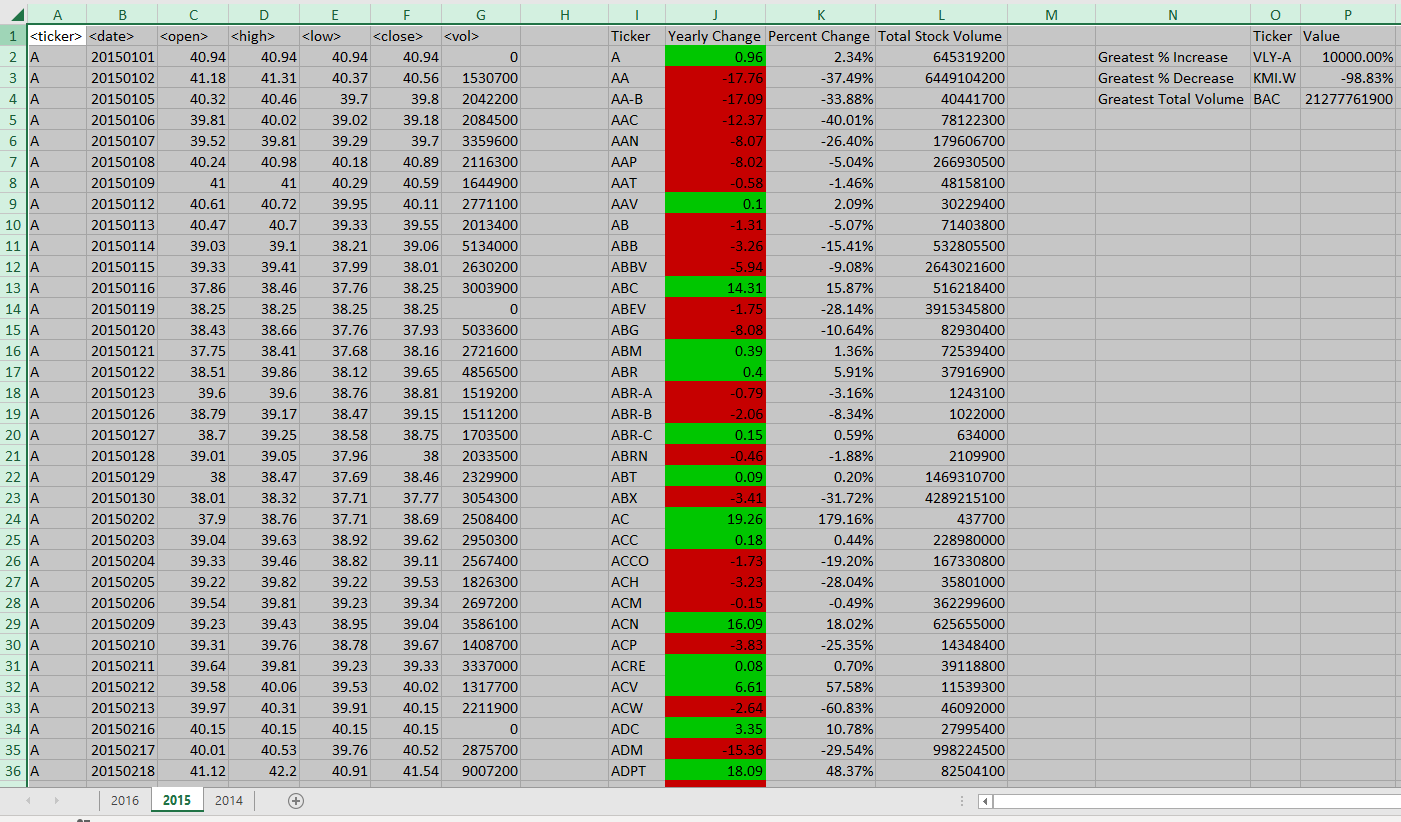 A B C D E F G H I J K L M N O P
1 <ticker> <date> <open> <high> <low> <close> <vol> Ticker Yearly Change Percent Change Total Stock Volume Ticker Value
2 A 20150101 40.94 40.94 40.94 40.94 0 A 0.96 2.34% 645319200 Greatest % Increase VLY-A 10000.00%
3 A 20150102 41.18 41.31 40.37 40.56 1530700 AA -17.76 -37.49% 6449104200 Greatest % Decrease KMI.W -98.83%
4 A 20150105 40.32 40.46 39.7 39.8 2042200 AA-B -17.09 -33.88% 40441700 Greatest Total Volume BAC 21277761900
5 A 20150106 39.81 40.02 39.02 39.18 2084500 AAC -12.37 -40.01% 78122300
6 A 20150107 39.52 39.81 39.29 39.7 3359600 AAN -8.07 -26.40% 179606700
7 A 20150108 40.24 40.98 40.18 40.89 2116300 AAP -8.02 -5.04% 266930500
8 A 20150109 41 41 40.29 40.59 1644900 AAT -0.58 -1.46% 48158100
9 A 20150112 40.61 40.72 39.95 40.11 2771100 AAV 0.1 2.09% 30229400
10 A 20150113 40.47 40.7 39.33 39.55 2013400 AB -1.31 -5.07% 71403800
11 A 20150114 39.03 39.1 38.21 39.06 5134000 ABB -3.26 -15.41% 532805500
12 A 20150115 39.33 39.41 37.99 38.01 2630200 ABBV -5.94 -9.08% 2643021600
13 A 20150116 37.86 38.46 37.76 38.25 3003900 ABC 14.31 15.87% 516218400
14 A 20150119 38.25 38.25 38.25 38.25 0 ABEV -1.75 -28.14% 3915345800
15 A 20150120 38.43 38.66 37.76 37.93 5033600 ABG -8.08 -10.64% 82930400
16 A 20150121 37.75 38.41 37.68 38.16 2721600 ABM 0.39 1.36% 72539400
17 A 20150122 38.51 39.86 38.12 39.65 4856500 ABR 0.4 5.91% 37916900
18 A 20150123 39.6 39.6 38.76 38.81 1519200 ABR-A -0.79 -3.16% 1243100
19 A 20150126 38.79 39.17 38.47 39.15 1511200 ABR-B -2.06 -8.34% 1022000
20 A 20150127 38.7 39.25 38.58 38.75 1703500 ABR-C 0.15 0.59% 634000
21 A 20150128 39.01 39.05 37.96 38 2033500 ABRN -0.46 -1.88% 2109900
22 A 20150129 38 38.47 37.69 38.46 2329900 ABT 0.09 0.20% 1469310700
23 A 20150130 38.01 38.32 37.71 37.77 3054300 ABX -3.41 -31.72% 4289215100
24 A 20150202 37.9 38.76 37.71 38.69 2508400 AC 19.26 179.16% 437700
25 A 20150203 39.04 39.63 38.92 39.62 2950300 ACC 0.18 0.44% 228980000
26 A 20150204 39.33 39.46 38.82 39.11 2567400 ACCO -1.73 -19.20% 167330800
27 A 20150205 39.22 39.82 39.22 39.53 1826300 ACH -3.23 -28.04% 35801000
28 A 20150206 39.54 39.81 39.23 39.34 2697200 ACM -0.15 -0.49% 362299600
29 A 20150209 39.23 39.43 38.95 39.04 3586100 ACN 16.09 18.02% 625655000
30 A 20150210 39.31 39.76 38.78 39.67 1408700 ACP -3.83 -25.35% 14348400
31 A 20150211 39.64 39.81 39.23 39.33 3337000 ACRE 0.08 0.70% 39118800
32 A 20150212 39.58 40.06 39.53 40.02 1317700 ACV 6.61 57.58% 11539300
33 A 20150213 39.97 40.31 39.91 40.15 2211900 ACW -2.64 -60.83% 46092000
34 A 20150216 40.15 40.15 40.15 40.15 0 ADC 3.35 10.78% 27995400
35 A 20150217 40.01 40.53 39.76 40.52 2875700 ADM -15.36 -29.54% 998224500
36 A 20150218 41.12 42.2 40.91 41.54 9007200 ADPT 18.09 48.37% 82504100
2016 2015 2014